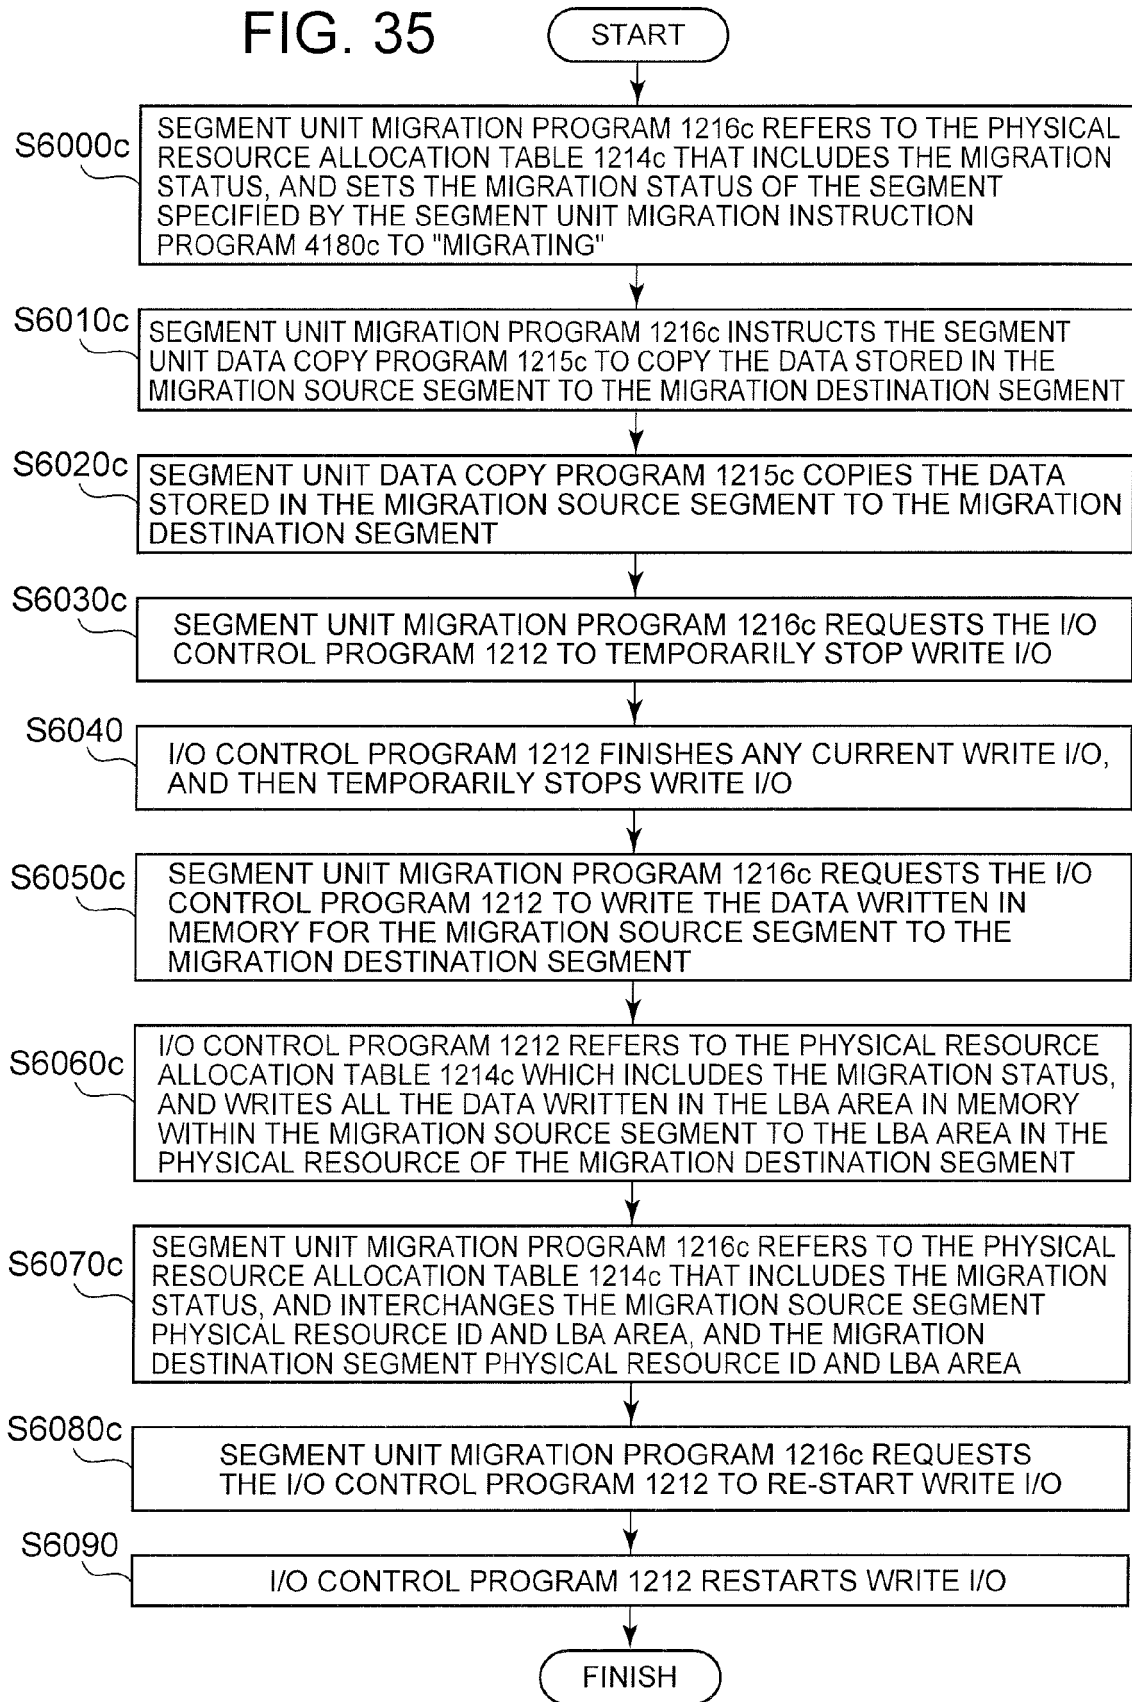 FIG. 35
START
S6000c
SEGMENT UNIT MIGRATION PROGRAM 1216c REFERS TO THE PHYSICAL
RESOURCE ALLOCATION TABLE 1214c THAT INCLUDES THE MIGRATION
STATUS, AND SETS THE MIGRATION STATUS OF THE SEGMENT
SPECIFIED BY THE SEGMENT UNIT MIGRATION INSTRUCTION
PROGRAM 4180c TO "MIGRATING"
S6010c
SEGMENT UNIT MIGRATION PROGRAM 1216c INSTRUCTS THE SEGMENT
UNIT DATA COPY PROGRAM 1215c TO COPY THE DATA STORED IN THE
MIGRATION SOURCE SEGMENT TO THE MIGRATION DESTINATION SEGMENT
S6020c
SEGMENT UNIT DATA COPY PROGRAM 1215c COPIES THE DATA
STORED IN THE MIGRATION SOURCE SEGMENT TO THE MIGRATION
DESTINATION SEGMENT
S6030c
SEGMENT UNIT MIGRATION PROGRAM 1216c REQUESTS THE I/O
CONTROL PROGRAM 1212 TO TEMPORARILY STOP WRITE I/O
S6040
I/O CONTROL PROGRAM 1212 FINISHES ANY CURRENT WRITE I/O,
AND THEN TEMPORARILY STOPS WRITE I/O
S6050c
SEGMENT UNIT MIGRATION PROGRAM 1216c REQUESTS THE I/O
CONTROL PROGRAM 1212 TO WRITE THE DATA WRITTEN IN
MEMORY FOR THE MIGRATION SOURCE SEGMENT TO THE
MIGRATION DESTINATION SEGMENT
S6060c
I/O CONTROL PROGRAM 1212 REFERS TO THE PHYSICAL RESOURCE
ALLOCATION TABLE 1214c WHICH INCLUDES THE MIGRATION STATUS,
AND WRITES ALL THE DATA WRITTEN IN THE LBA AREA IN MEMORY
WITHIN THE MIGRATION SOURCE SEGMENT TO THE LBA AREA IN THE
PHYSICAL RESOURCE OF THE MIGRATION DESTINATION SEGMENT
S6070c
SEGMENT UNIT MIGRATION PROGRAM 1216c REFERS TO THE PHYSICAL
RESOURCE ALLOCATION TABLE 1214c THAT INCLUDES THE MIGRATION
STATUS, AND INTERCHANGES THE MIGRATION SOURCE SEGMENT
PHYSICAL RESOURCE ID AND LBA AREA, AND THE MIGRATION
DESTINATION SEGMENT PHYSICAL RESOURCE ID AND LBA AREA
S6080c
SEGMENT UNIT MIGRATION PROGRAM 1216c REQUESTS
THE I/O CONTROL PROGRAM 1212 TO RE-START WRITE I/O
S6090
I/O CONTROL PROGRAM 1212 RESTARTS WRITE I/O
FINISH